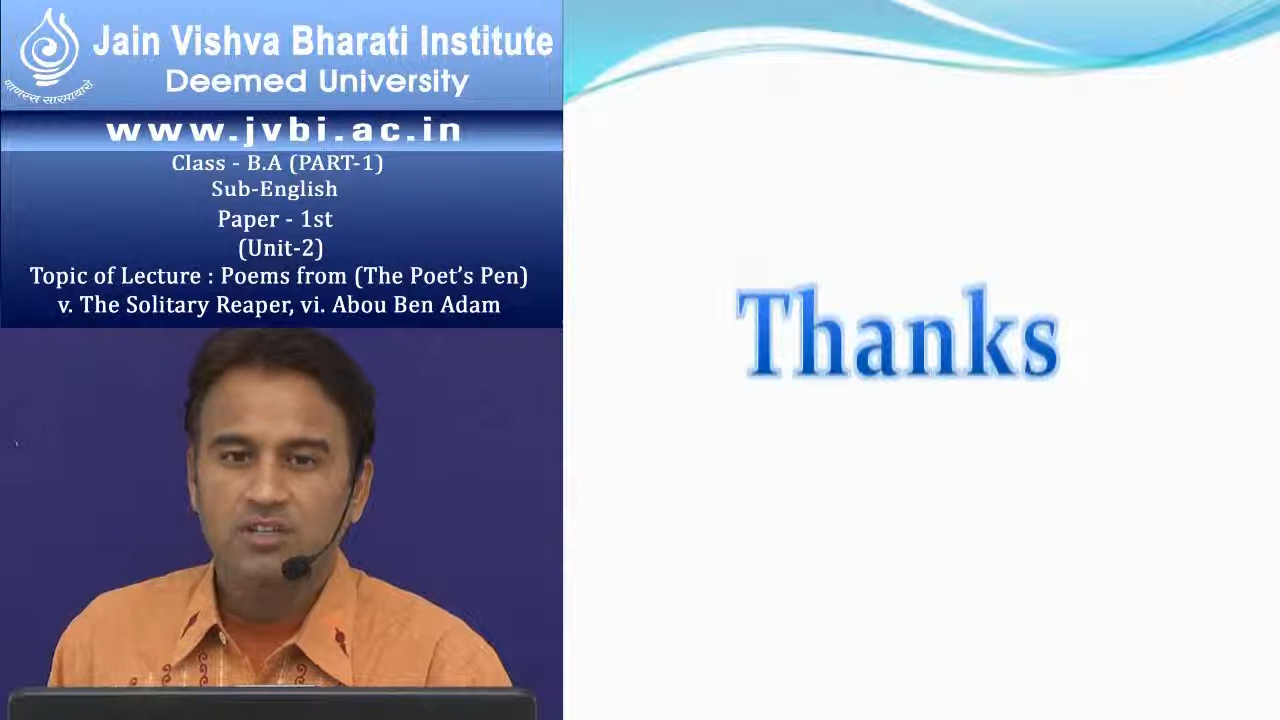 Jain Vishva Bharati Institute
Deemed University
www.jvbi.ac.in
Class - B.A (PART-1)
Sub-English
Paper - 1st
(Unit-2)
Topic of Lecture : Poems from (The Poet’s Pen)
v. The Solitary Reaper, vi. Abou Ben Adam
Thanks